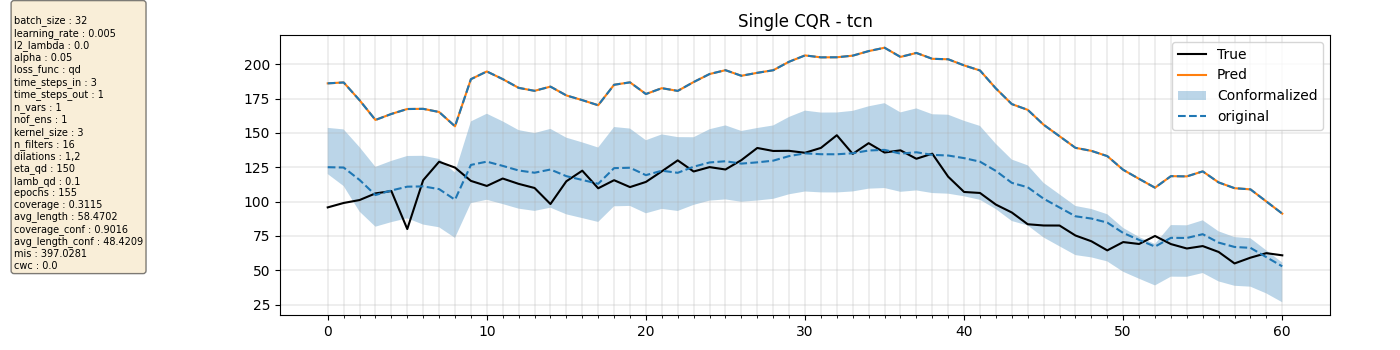 Single CQR - tcn
batch_size : 32
learning_rate : 0.005
l2_lambda : 0.0
alpha : 0.05
loss_func : qd
time_steps_in : 3
time_steps_out : 1
n_vars : 1
nof_ens : 1
kernel_size : 3
n_filters : 16
dilations : 1,2
eta_qd : 150
lamb_qd : 0.1
epochs : 155
coverage : 0.3115
avg_length : 58.4702
coverage_conf : 0.9016
avg_length_conf : 48.4209
mis : 397.0281
cwc : 0.0
200
175
150
125
100
75
50
25
0 10 20 30 40 50 60
True
Pred
Conformalized
original